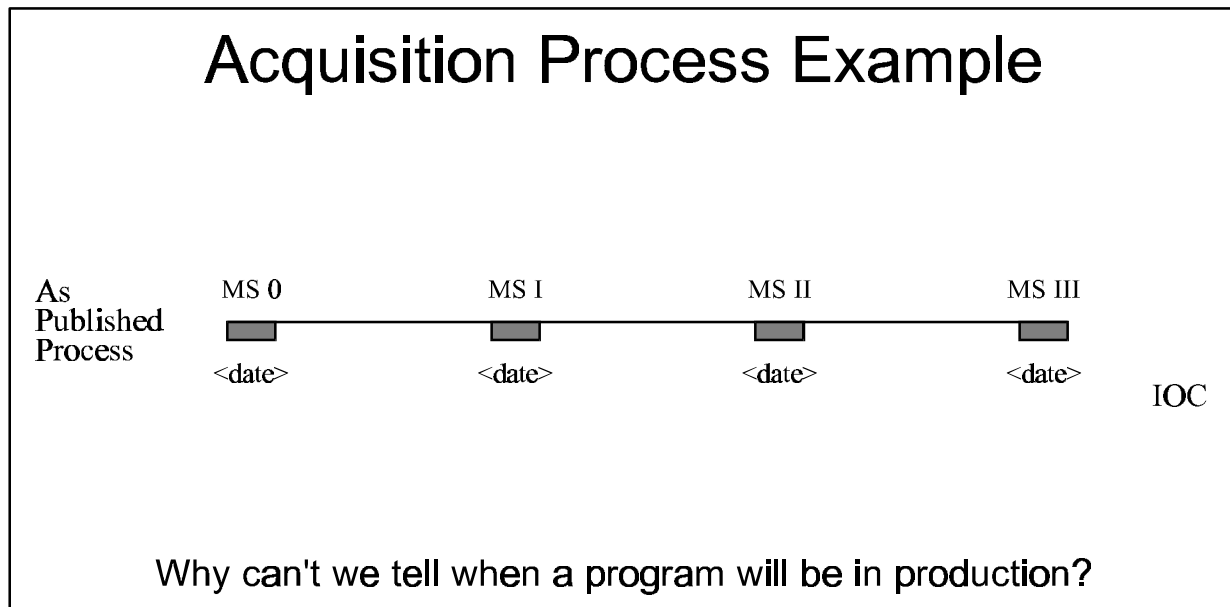 Acquisition Process Example
As
Published
Process
MS 0
MS I
MS II
MS III
<date>
<date>
<date>
<date>
IOC
Why can't we tell when a program will be in production?